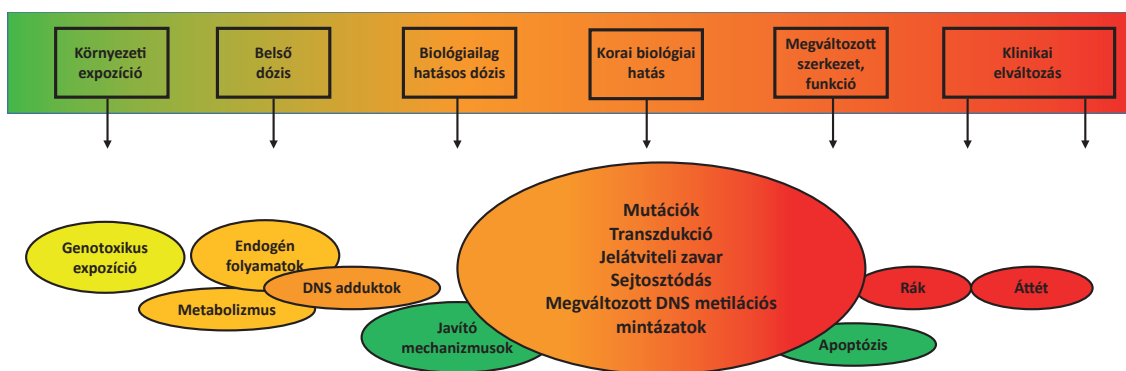 Környezeti
expozíció
Belső
dózis
Biológiailag
hatásos dózis
Korai biológiai
hatás
Megváltozott
szerkezet,
funkció
Klinikai
elváltozás
Genotoxikus
expozíció
Endogén
folyamatok
DNS adduktok
Metabolizmus
Javító
mechanizmusok
Mutációk
Transzdukció
Jelátviteli zavar
Sejtosztódás
Megváltozott DNS metilációs
mintázatok
Rák
Áttét
Apoptózis